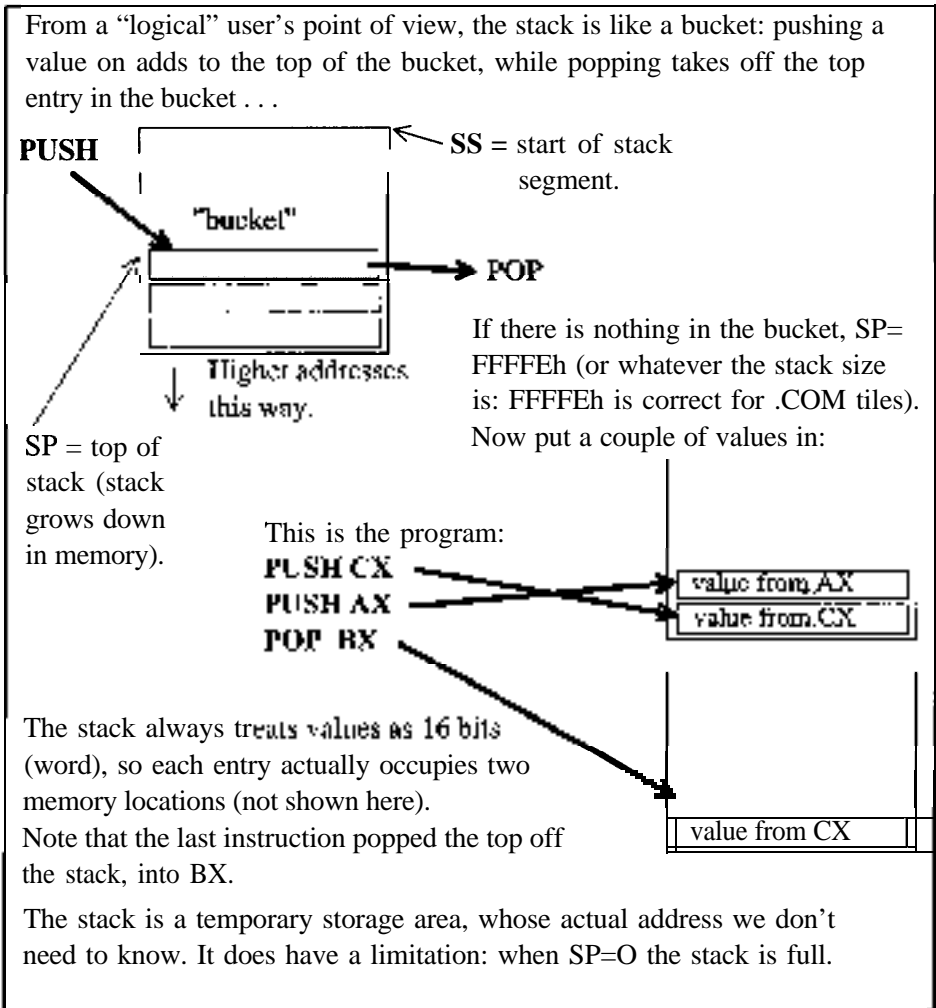 From a “logical” user’s point of view, the stack is like a bucket: pushing a
value on adds to the top of the bucket, while popping takes off the top
entry in the bucket . . .
PUSH
SS = start of stack
segment.
"bucket"
POP
Higher addresses
this way.
If there is nothing in the bucket, SP=
FFFFEh (or whatever the stack size
is: FFFFEh is correct for .COM tiles).
Now put a couple of values in:
SP = top of
stack (stack
grows down
in memory).
This is the program:
PUSH CX
PUSH AX
POP BX
value from AX
value from CX
The stack always treats values as 16 bits
(word), so each entry actually occupies two
memory locations (not shown here).
Note that the last instruction popped the top off
the stack, into BX.
value from CX
The stack is a temporary storage area, whose actual address we don’t
need to know. It does have a limitation: when SP=O the stack is full.